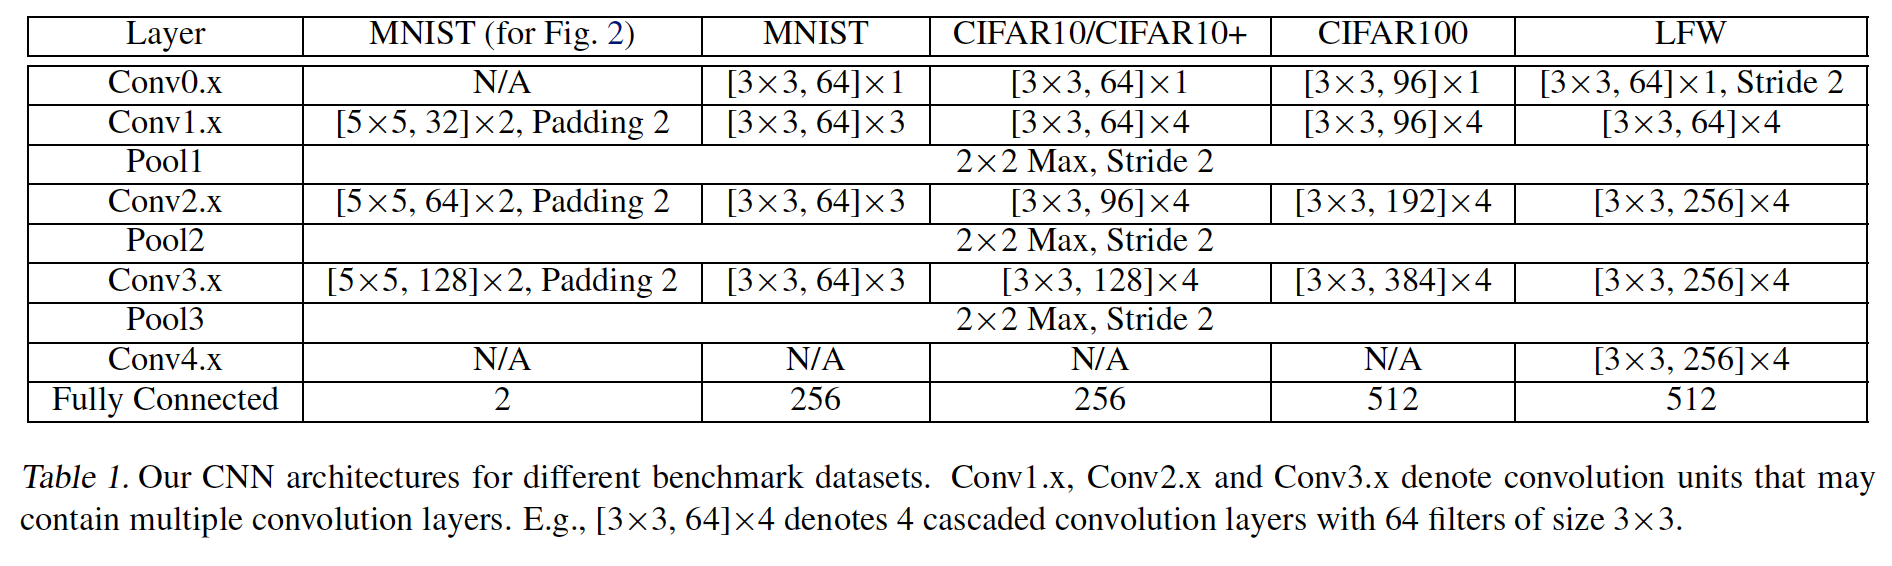 Layer MNIST (for Fig. 2) MNIST CIFAR10/CIFAR10+ CIFAR100 LFW
Conv0.x N/A [3×3, 64]×1 [3×3, 64]×1 [3×3, 96]×1 [3×3, 64]×1, Stride 2
Conv1.x [5×5, 32]×2, Padding 2 [3×3, 64]×3 [3×3, 64]×4 [3×3, 96]×4 [3×3, 64]×4
Pool1 2×2 Max, Stride 2
Conv2.x [5×5, 64]×2, Padding 2 [3×3, 64]×3 [3×3, 96]×4 [3×3, 192]×4 [3×3, 256]×4
Pool2 2×2 Max, Stride 2
Conv3.x [5×5, 128]×2, Padding 2 [3×3, 64]×3 [3×3, 128]×4 [3×3, 384]×4 [3×3, 256]×4
Pool3 2×2 Max, Stride 2
Conv4.x N/A N/A N/A N/A [3×3, 256]×4
Fully Connected 2 256 256 512 512
Table 1. Our CNN architectures for different benchmark datasets. Conv1.x, Conv2.x and Conv3.x denote convolution units that may
contain multiple convolution layers. E.g., [3×3, 64]×4 denotes 4 cascaded convolution layers with 64 filters of size 3×3.